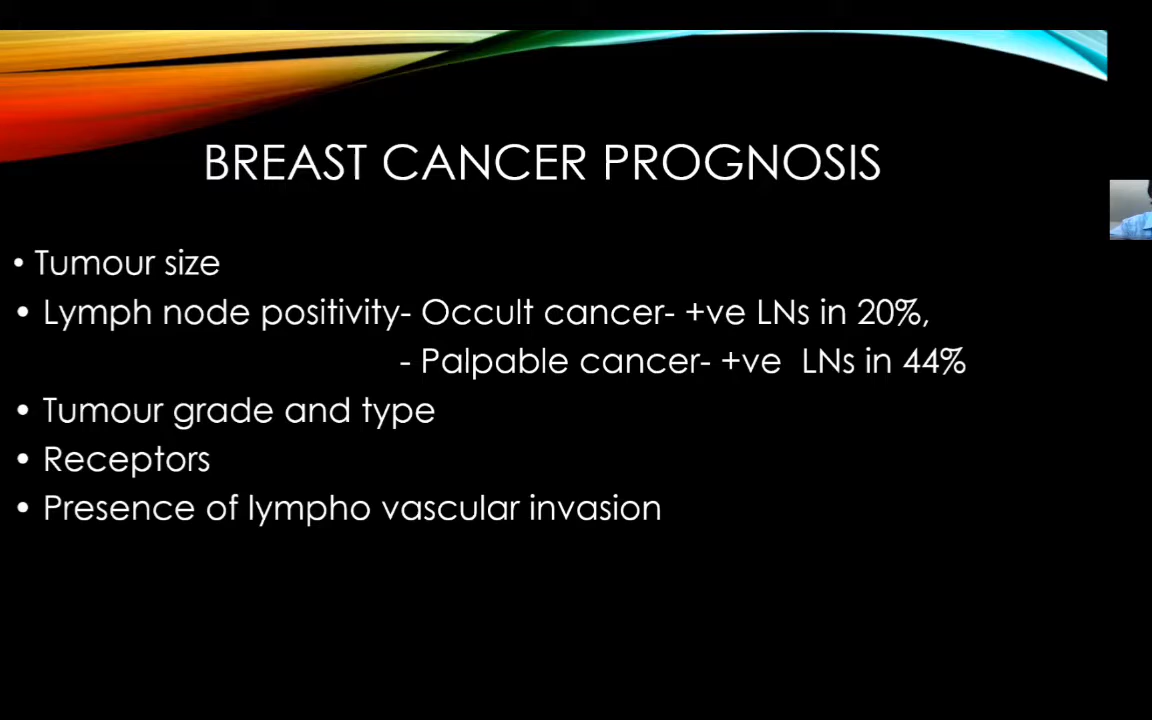 BREAST CANCER PROGNOSIS
• Tumour size
• Lymph node positivity- Occult cancer- +ve LNs in 20%,
- Palpable cancer- +ve LNs in 44%
• Tumour grade and type
• Receptors
• Presence of lympho vascular invasion